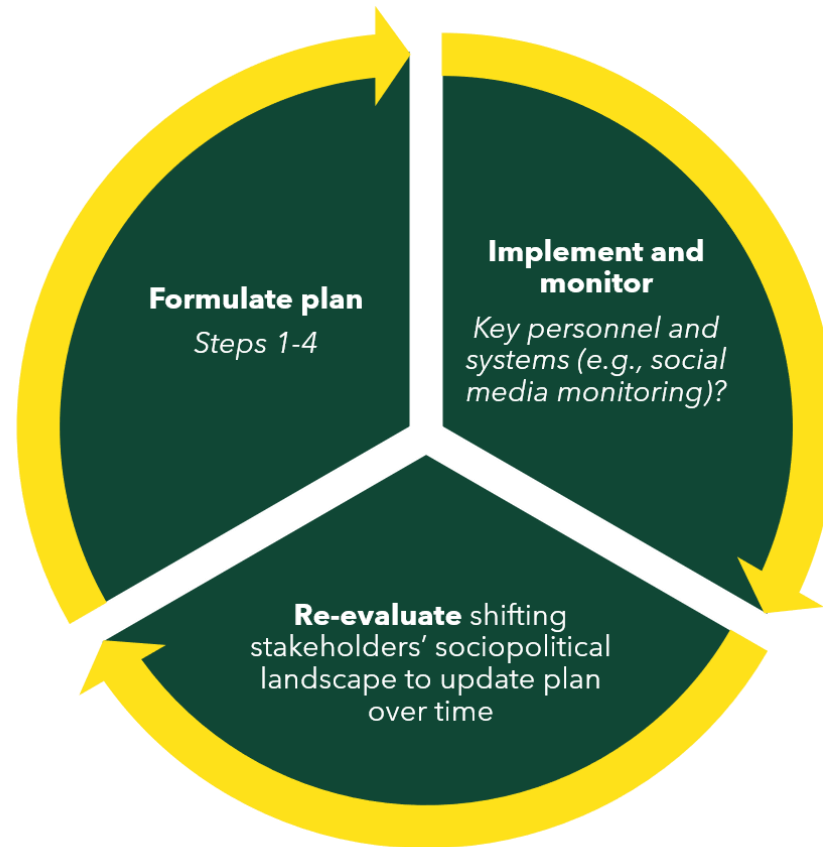 Formulate plan
Steps 1-4
Implement and
monitor
Key personnel and
systems (e.g., social
media monitoring)?
Re-evaluate shifting
stakeholders’ sociopolitical
landscape to update plan
over time